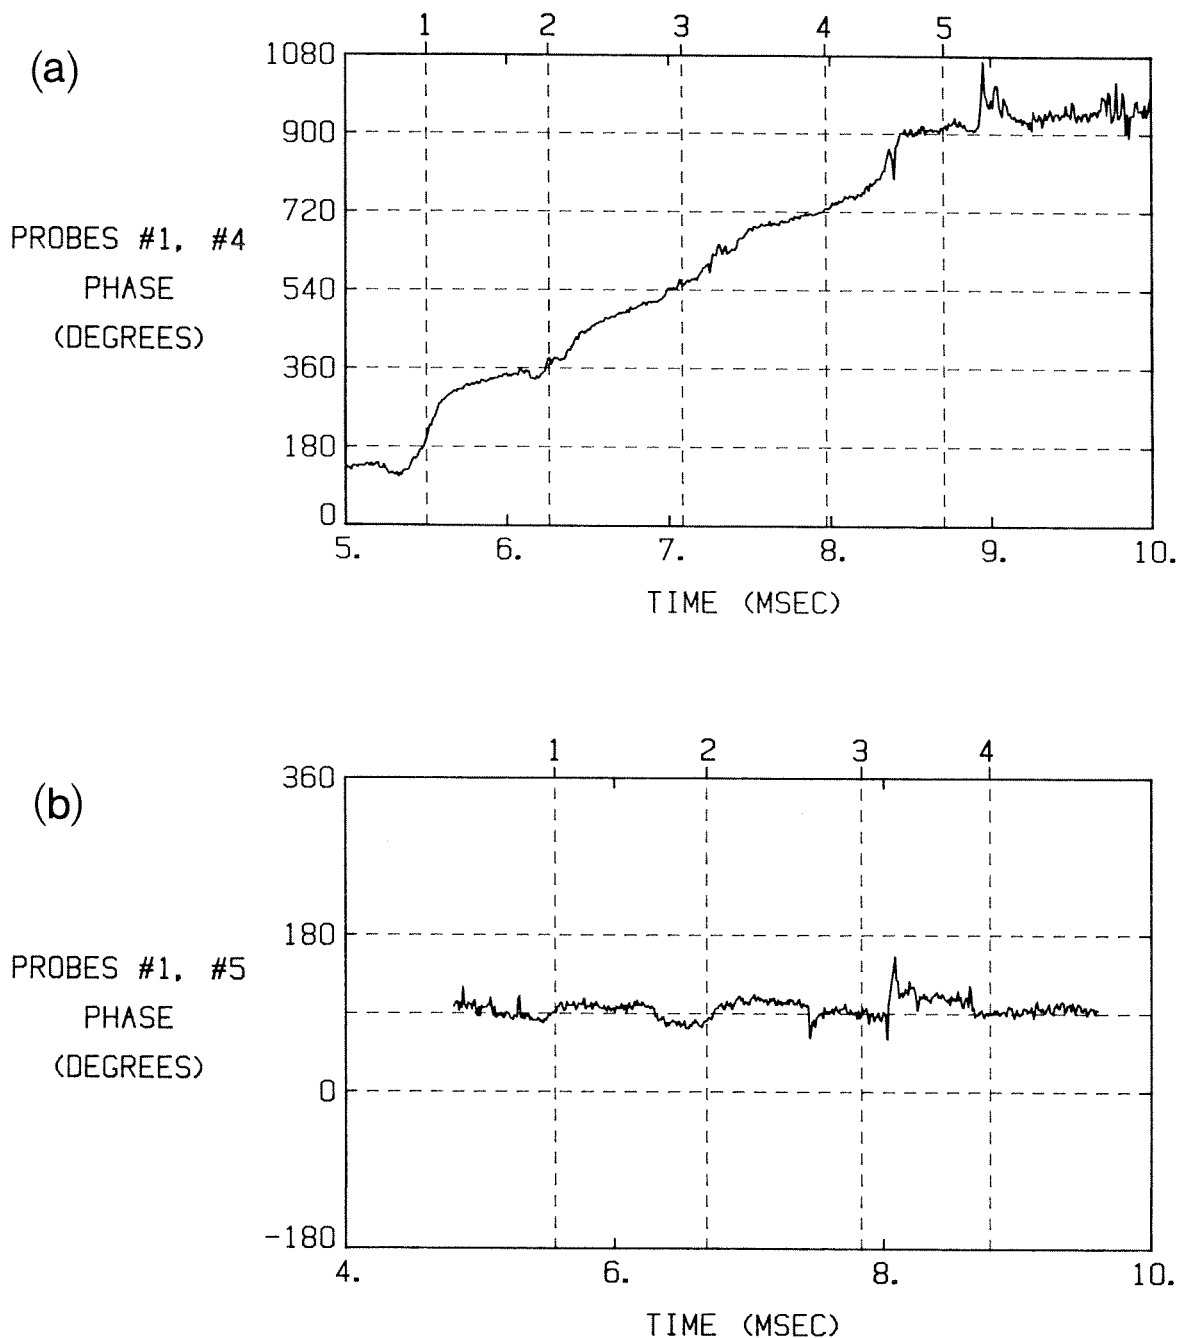 (a)
1 2 3 4 5
1080
900
720
540
360
180
0
PROBES #1, #4
PHASE
(DEGREES)
5. 6. 7. 8. 9. 10.
TIME (MSEC)
(b)
1 2 3 4
360
180
0
-180
PROBES #1, #5
PHASE
(DEGREES)
4. 6. 8. 10.
TIME (MSEC)